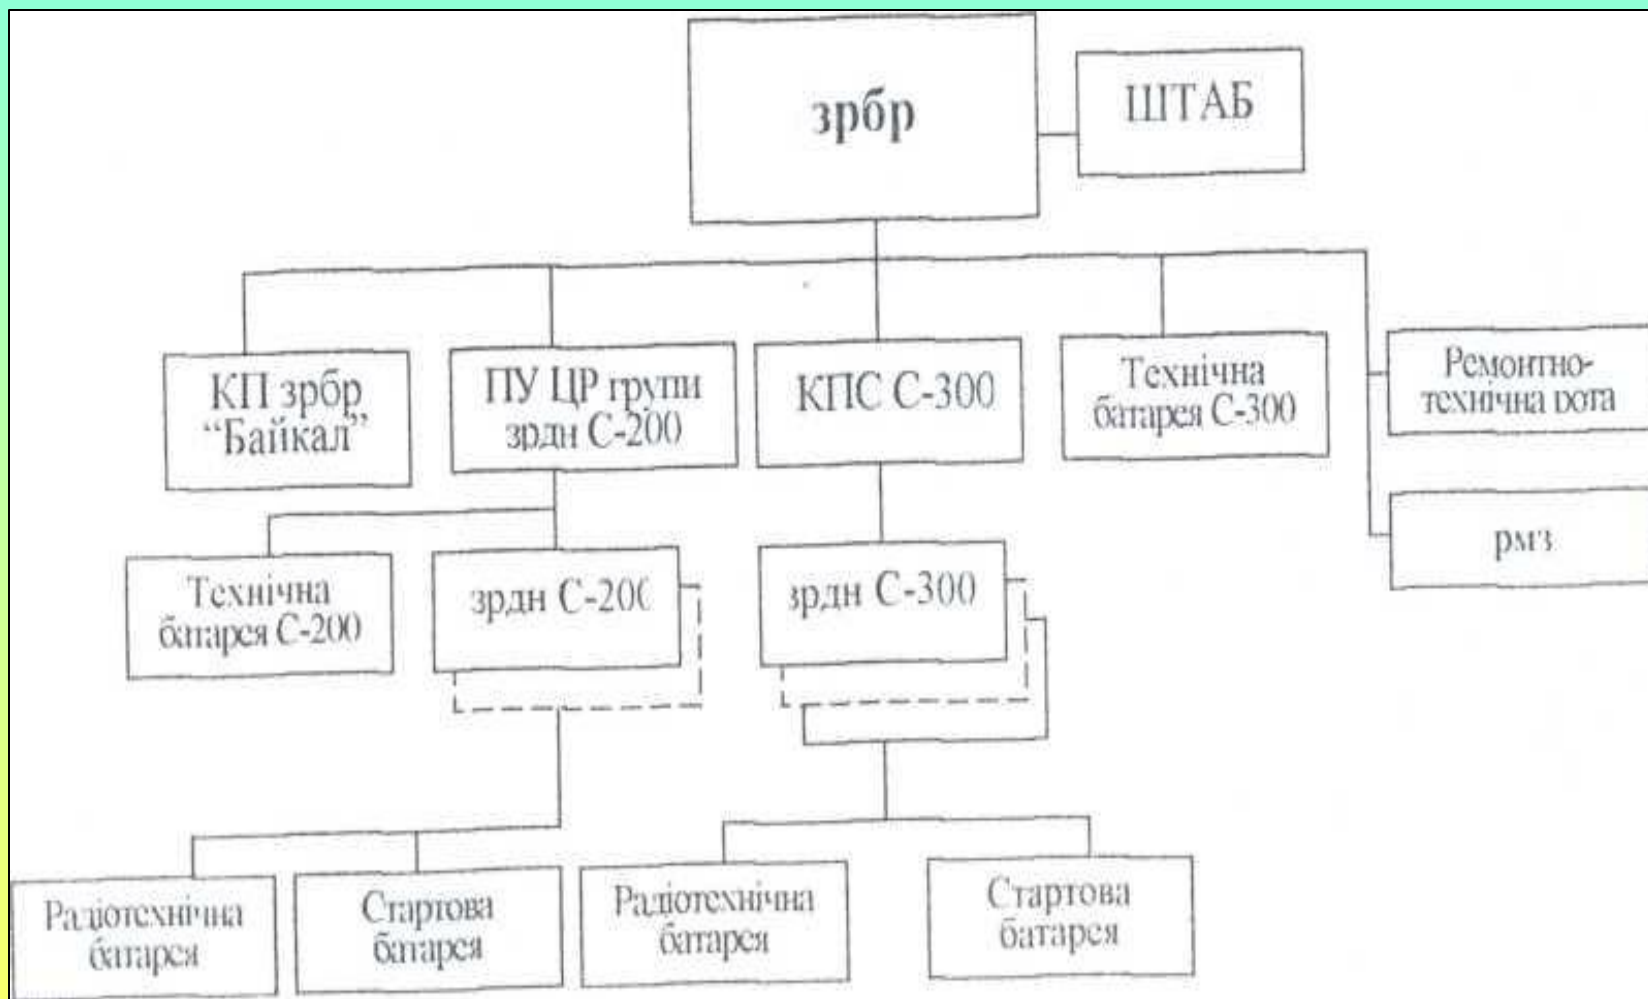 зрбр
ШТАБ
КП зрбр
“Байкал”
ПУ ЦР групи
зрдн С-200
КПС С-300
Технічна
батарея С-300
Ремонтно-
технічна рота
рмз
Технічна
батарея С-200
зрдн С-200
зрдн С-300
Радіотехнічна
батарея
Стартова
батарея
Радіотехнічна
батарея
Стартова
батарея